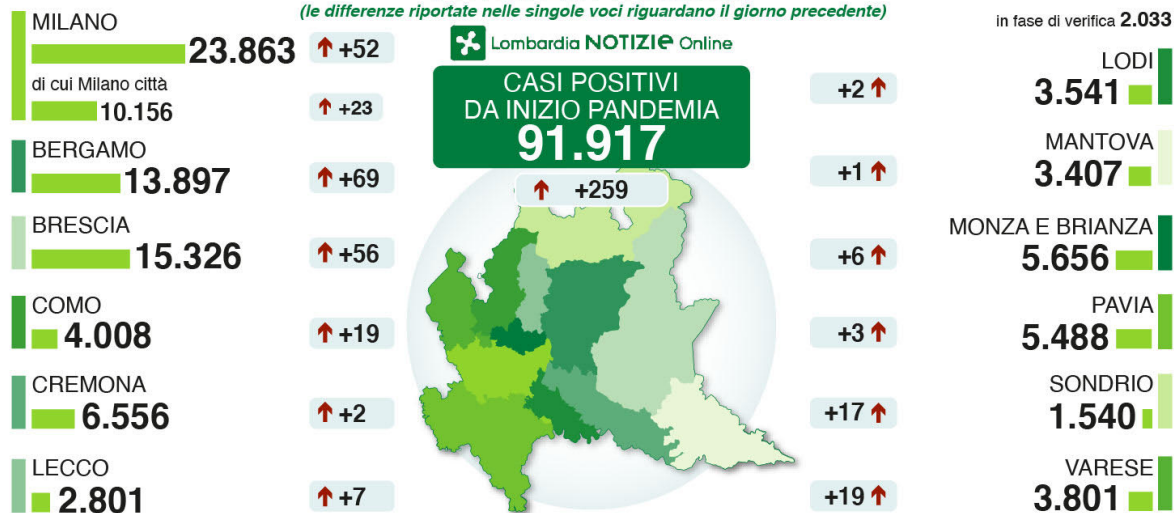 (le differenze riportate nelle singole voci riguardano il giorno precedente)
Lombardia NOTIZIE Online
CASI POSITIVI
DA INIZIO PANDEMIA
91.917
+259
MILANO
23.863
+52
di cui Milano città
10.156
+23
BERGAMO
13.897
+69
BRESCIA
15.326
+56
COMO
4.008
+19
CREMONA
6.556
+2
LECCO
2.801
+7
in fase di verifica 2.033
LODI
+2
3.541
MANTOVA
+1
3.407
MONZA E BRIANZA
+6
5.656
PAVIA
+3
5.488
SONDRIO
+17
1.540
VARESE
+19
3.801